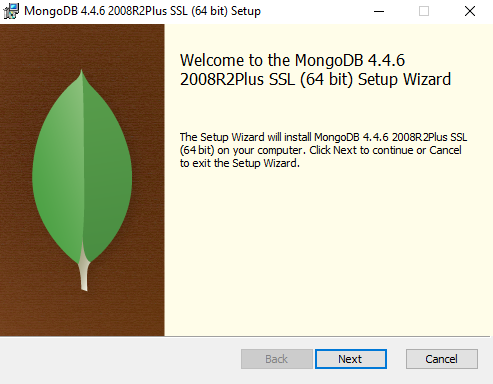 MongoDB 4.4.6 2008R2Plus SSL (64 bit) Setup
Welcome to the MongoDB 4.4.6
2008R2Plus SSL (64 bit) Setup Wizard
The Setup Wizard will install MongoDB 4.4.6 2008R2Plus SSL
(64 bit) on your computer. Click Next to continue or Cancel
to exit the Setup Wizard.
Back
Next
Cancel